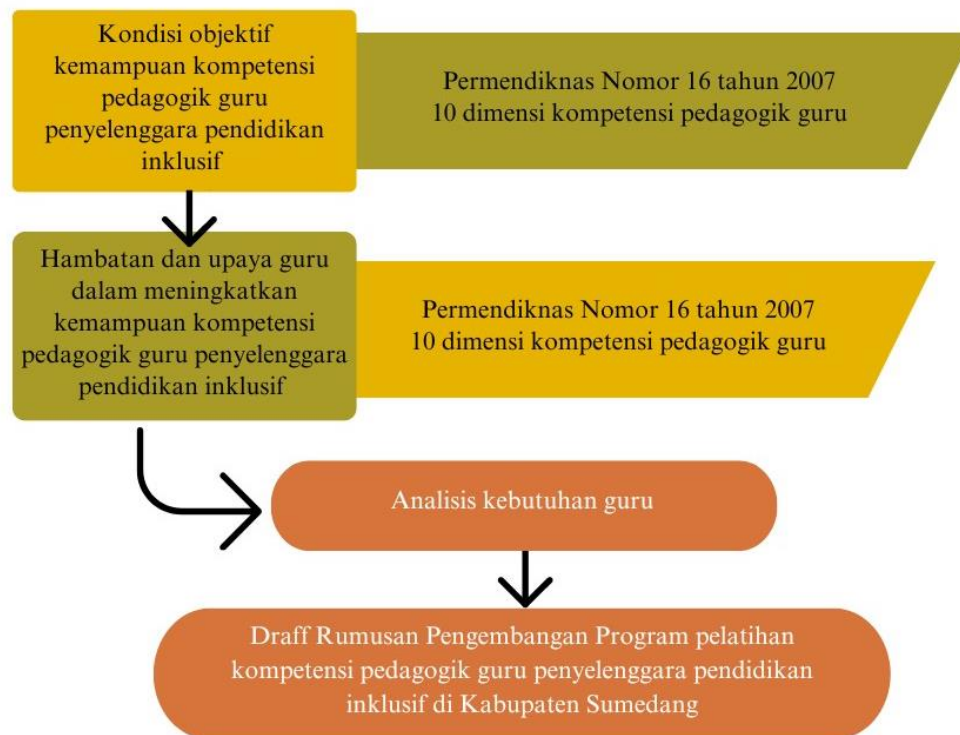 Kondisi objektif
kemampuan kompetensi
pedagogik guru
penyelenggara pendidikan
inklusif
Permendiknas Nomor 16 tahun 2007
10 dimensi kompetensi pedagogik guru
Hambatan dan upaya guru
dalam meningkatkan
kemampuan kompetensi
pedagogik guru penyelenggara
pendidikan inklusif
Permendiknas Nomor 16 tahun 2007
10 dimensi kompetensi pedagogik guru
Analisis kebutuhan guru
Draff Rumusan Pengembangan Program pelatihan
kompetensi pedagogik guru penyelenggara pendidikan
inklusif di Kabupaten Sumedang